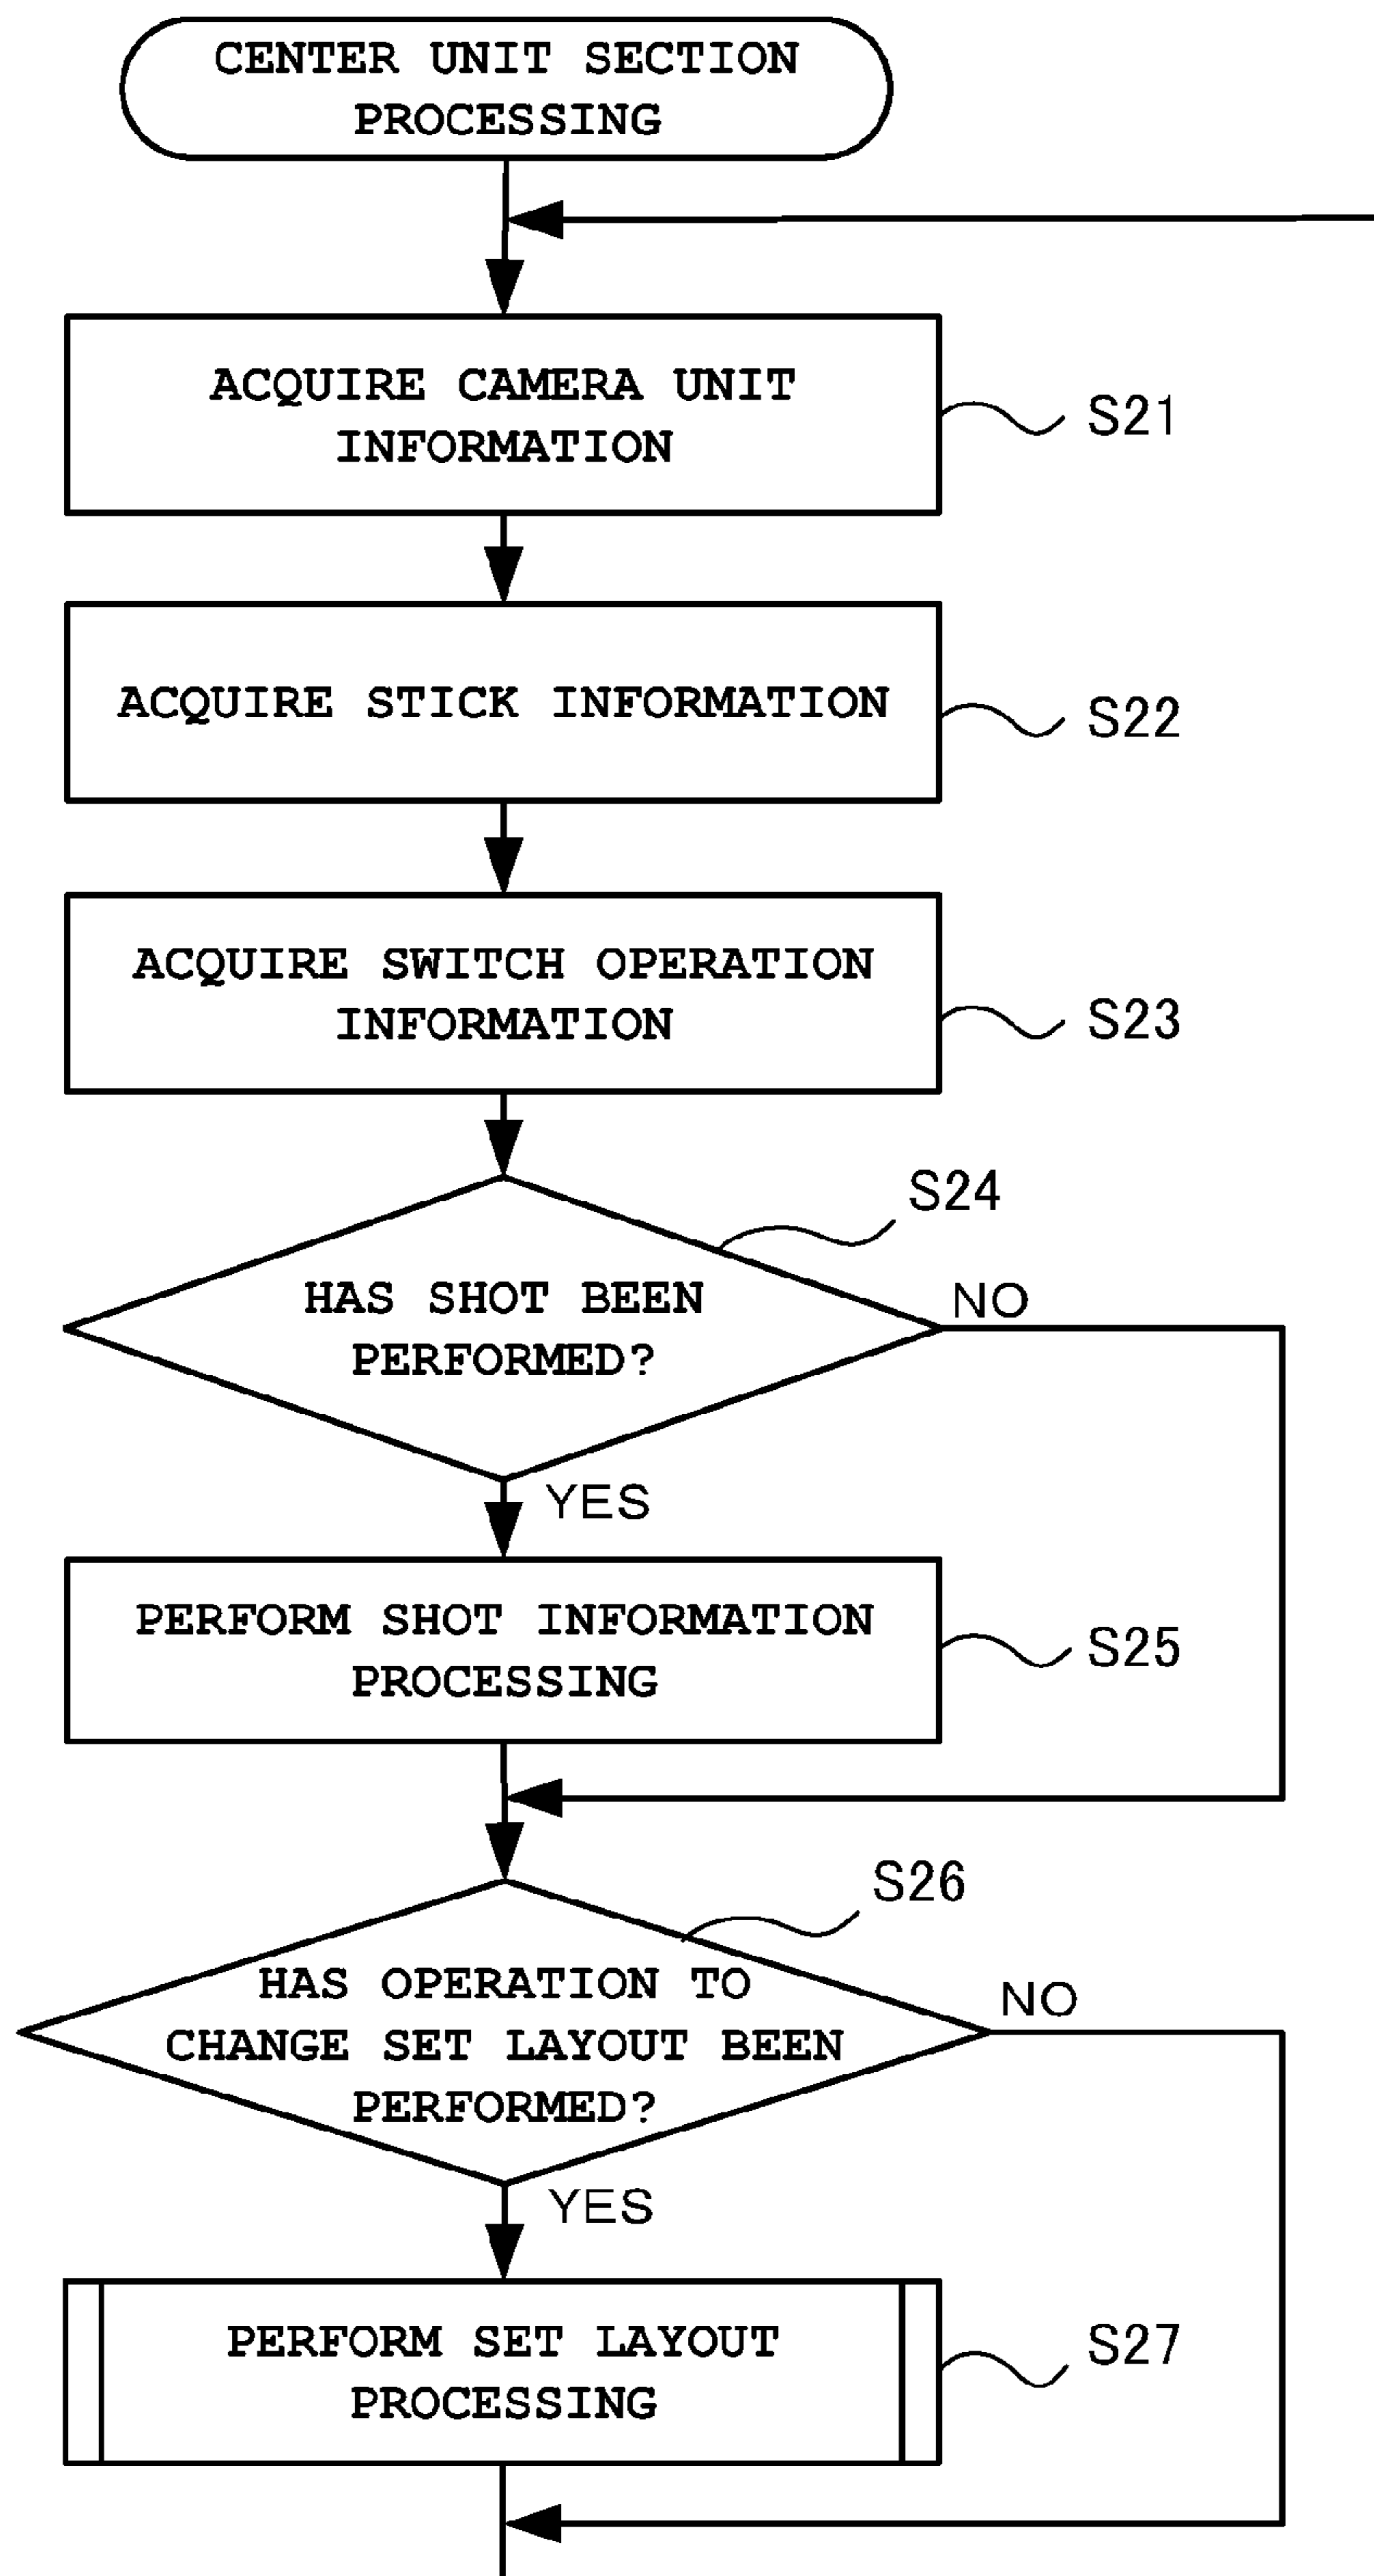 CENTER UNIT SECTION
PROCESSING
ACQUIRE CAMERA UNIT
INFORMATION
S21
ACQUIRE STICK INFORMATION
S22
ACQUIRE SWITCH OPERATION
INFORMATION
S23
S24
HAS SHOT BEEN
PERFORMED?
NO
YES
PERFORM SHOT INFORMATION
PROCESSING
S25
S26
HAS OPERATION TO
CHANGE SET LAYOUT BEEN
PERFORMED?
NO
YES
PERFORM SET LAYOUT
PROCESSING
S27